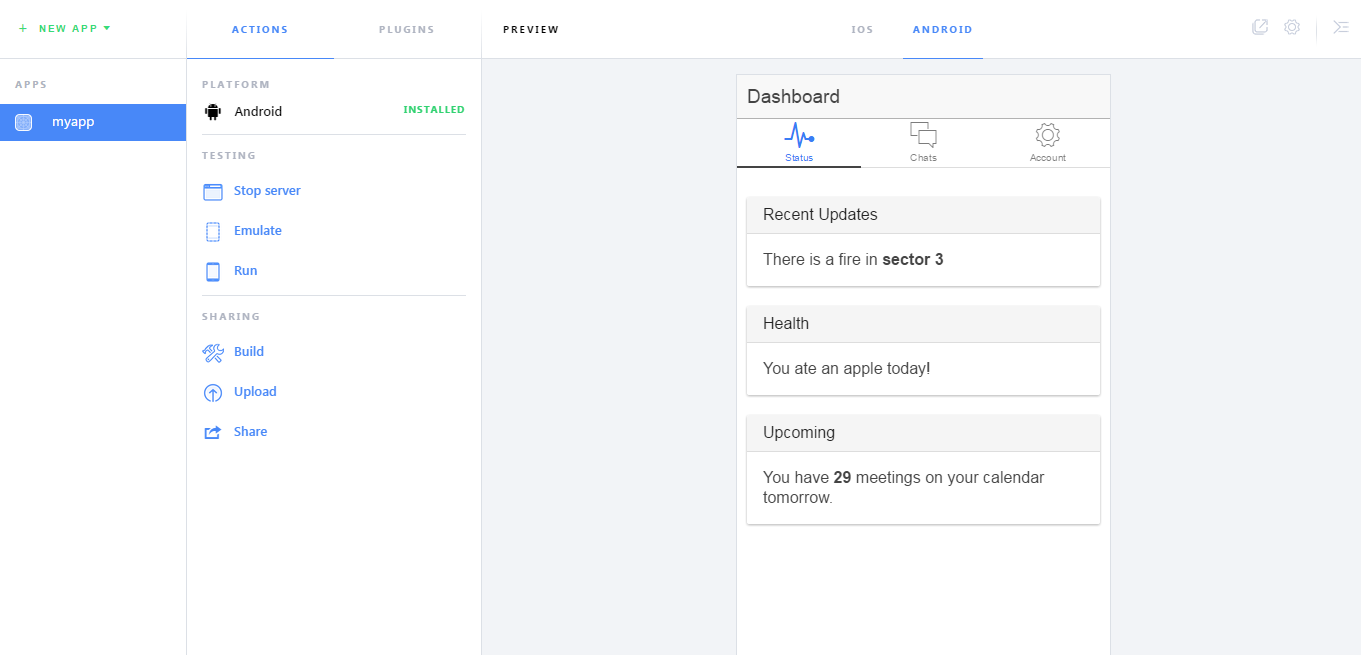 + NEW APP
ACTIONS
PLUGINS
PREVIEW
IOS
ANDROID
APPS
myapp
PLATFORM
Android
INSTALLED
TESTING
Stop server
Emulate
Run
SHARING
Build
Upload
Share
Dashboard
Status
Chats
Account
Recent Updates
There is a fire in sector 3
Health
You ate an apple today!
Upcoming
You have 29 meetings on your calendar
tomorrow.